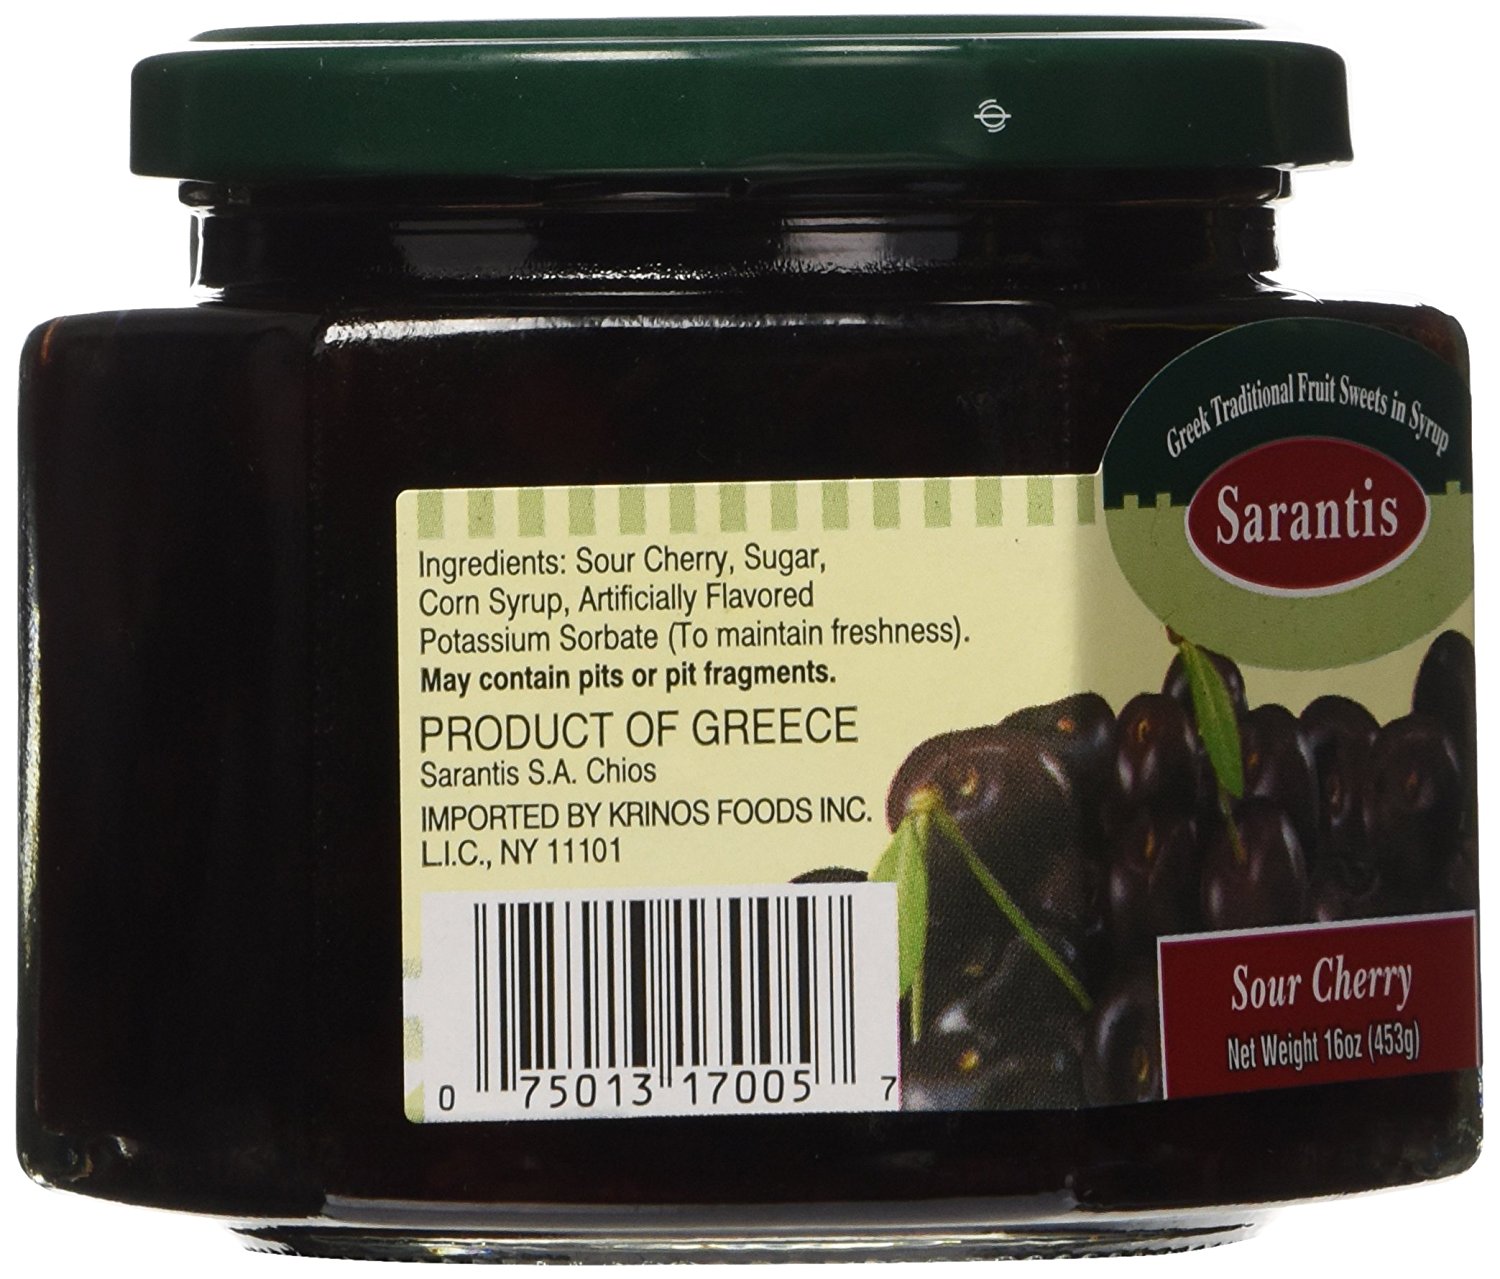 Greek Traditional Fruit Sweets in Syrup
Sarantis
Ingredients: Sour Cherry, Sugar,
Corn Syrup, Artificially Flavored
Potassium Sorbate (To maintain freshness).
May contain pits or pit fragments.
PRODUCT OF GREECE
Sarantis S.A. Chios
IMPORTED BY KRINOS FOODS INC.
L.I.C., NY 11101
0 75013 17005 7
Sour Cherry
Net Weight 16oz (453g)